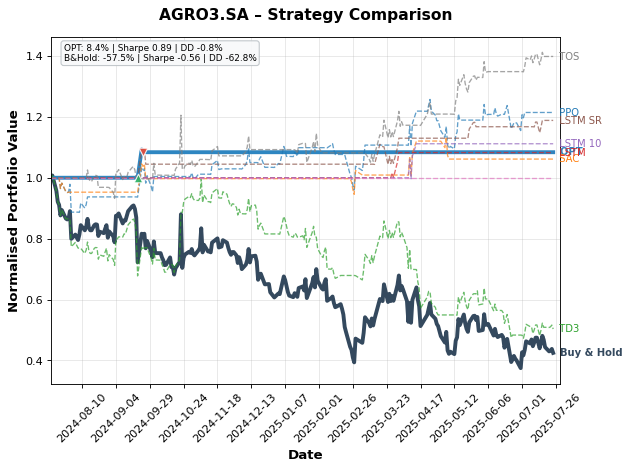 AGRO3.SA – Strategy Comparison
OPT: 8.4% | Sharpe 0.89 | DD -0.8%
B&Hold: -57.5% | Sharpe -0.56 | DD -62.8%
Normalised Portfolio Value
1.4
1.2
1.0
0.8
0.6
0.4
TOS
PPO
LSTM SR
LSTM 10
SAC
TD3
Buy & Hold
2024-08-10
2024-09-04
2024-09-29
2024-10-24
2024-11-18
2024-12-13
2025-01-07
2025-02-01
2025-02-26
2025-03-23
2025-04-17
2025-05-12
2025-06-06
2025-07-01
2025-07-26
Date